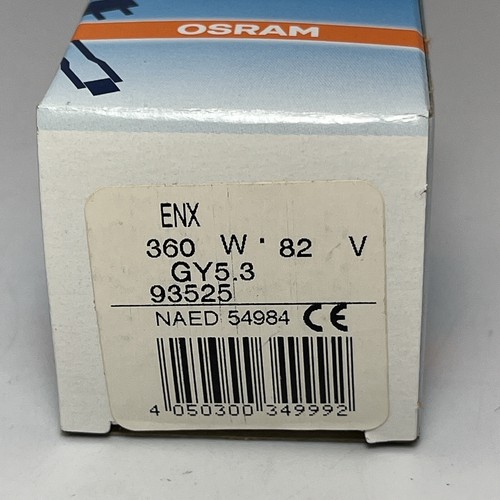 OSRAM
ENX
360 W · 82 V
GY5.3
93525
NAED 54984 CE
4 050300 349992